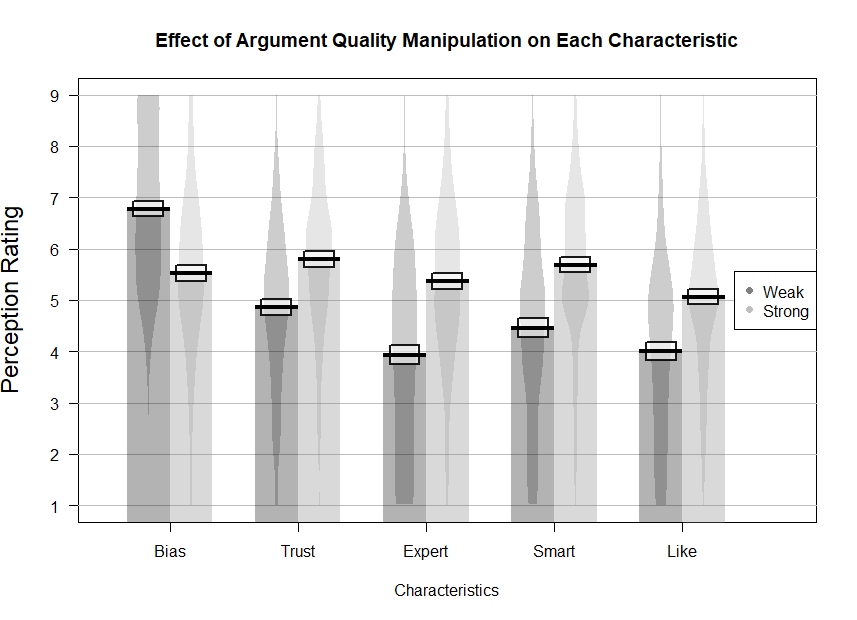 Effect of Argument Quality Manipulation on Each Characteristic
Perception Rating
9
8
7
6
5
4
3
2
1
Weak
Strong
Bias Trust Expert Smart Like
Characteristics